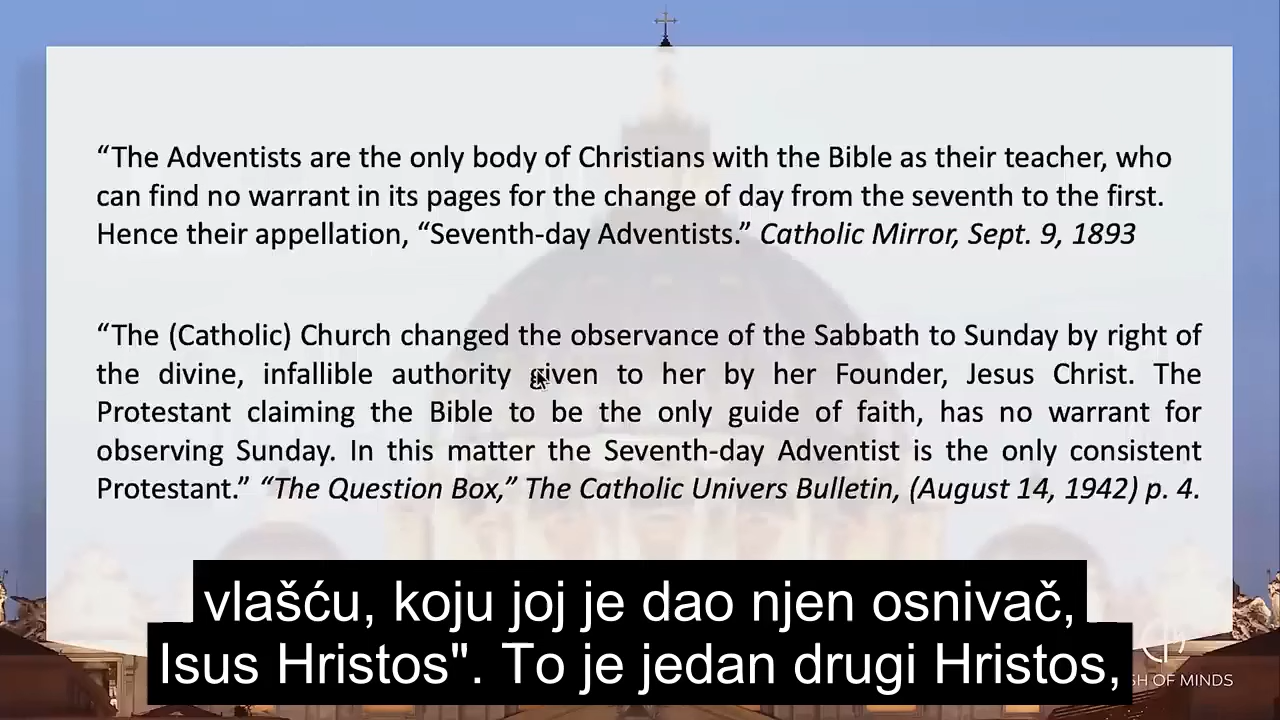 “The Adventists are the only body of Christians with the Bible as their teacher, who
can find no warrant in its pages for the change of day from the seventh to the first.
Hence their appellation, “Seventh-day Adventists.” Catholic Mirror, Sept. 9, 1893
“The (Catholic) Church changed the observance of the Sabbath to Sunday by right of
the divine, infallible authority given to her by her Founder, Jesus Christ. The
Protestant claiming the Bible to be the only guide of faith, has no warrant for
observing Sunday. In this matter the Seventh-day Adventist is the only consistent
Protestant.” “The Question Box,” The Catholic Univers Bulletin, (August 14, 1942) p. 4.
vlašću, koju joj je dao njen osnivač,
Isus Hristos". To je jedan drugi Hristos,
OF MINDS